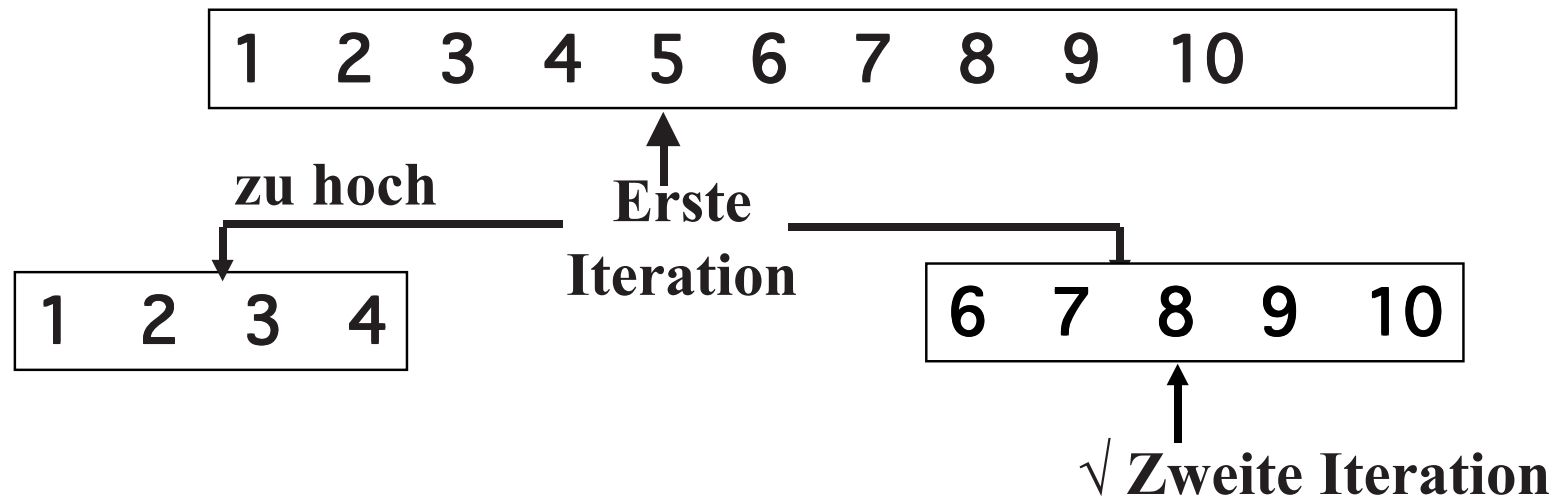 1 2 3 4 5 6 7 8 9 10
zu hoch
Erste
Iteration
1 2 3 4
6 7 8 9 10
√ Zweite Iteration